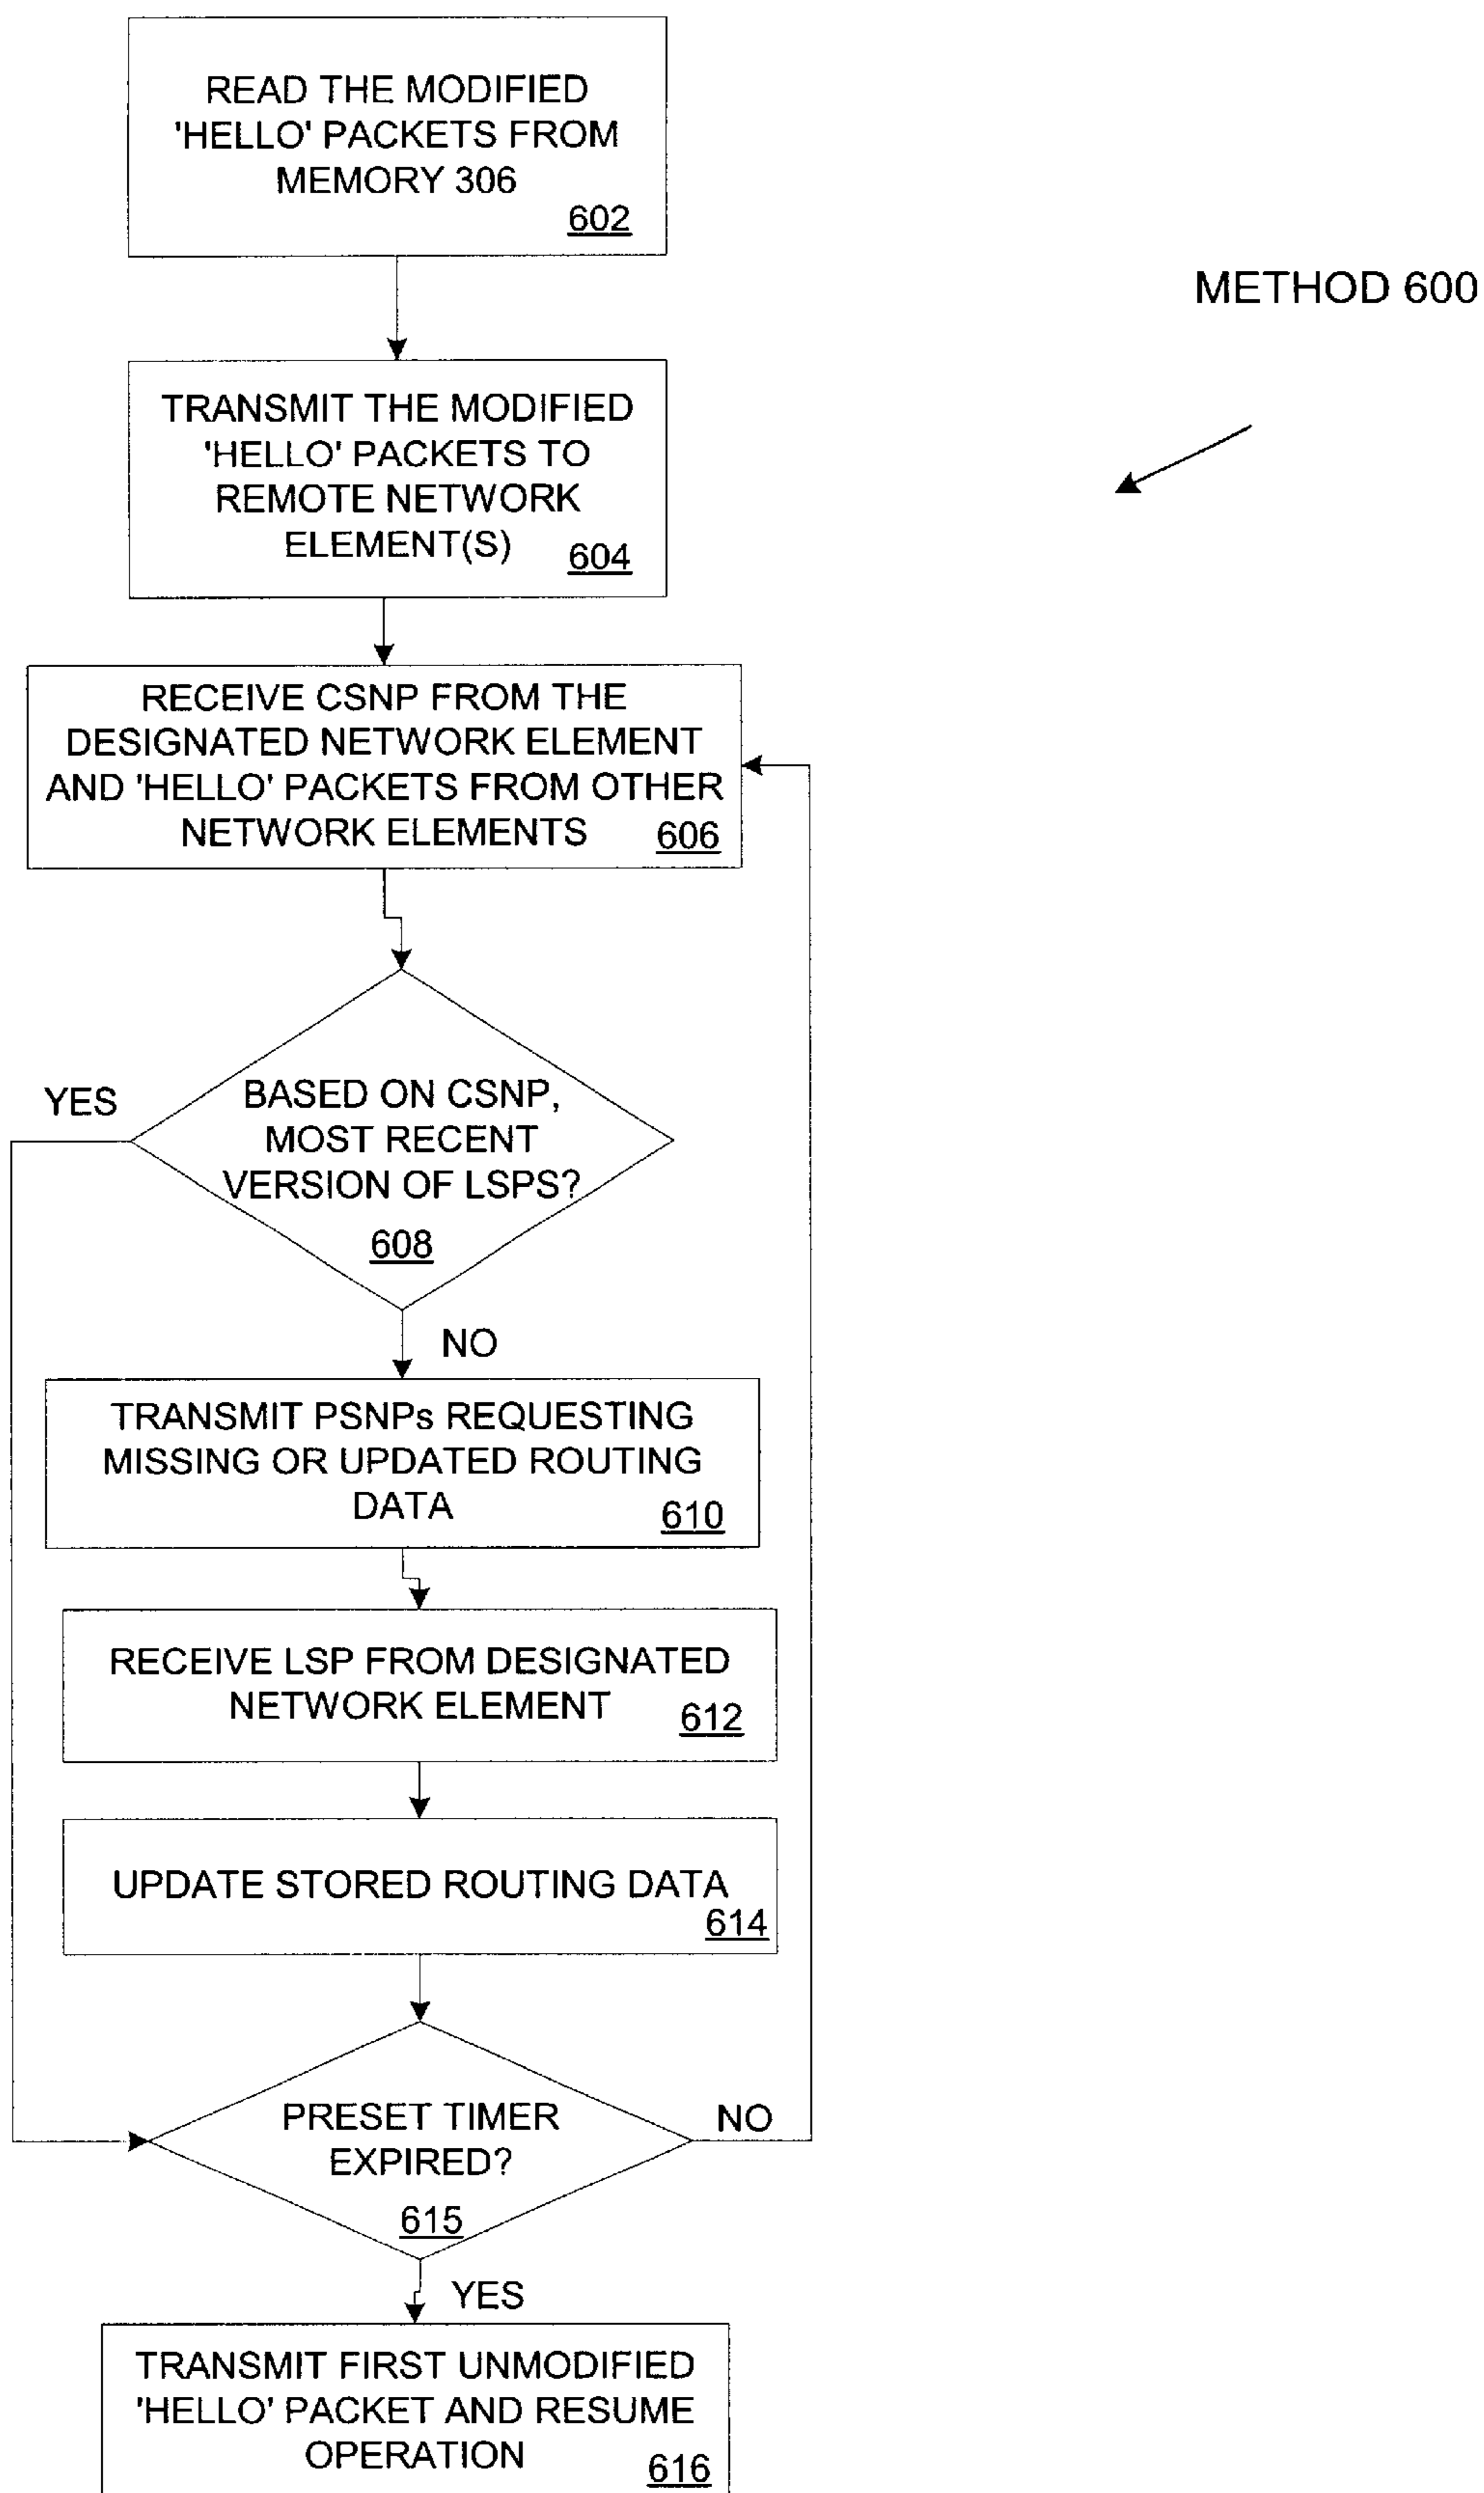 READ THE MODIFIED
'HELLO' PACKETS FROM
MEMORY 306
602
METHOD 600
TRANSMIT THE MODIFIED
'HELLO' PACKETS TO
REMOTE NETWORK
ELEMENT(S)
604
RECEIVE CSNP FROM THE
DESIGNATED NETWORK ELEMENT
AND 'HELLO' PACKETS FROM OTHER
NETWORK ELEMENTS
606
YES
BASED ON CSNP,
MOST RECENT
VERSION OF LSPS?
608
NO
TRANSMIT PSNPs REQUESTING
MISSING OR UPDATED ROUTING
DATA
610
RECEIVE LSP FROM DESIGNATED
NETWORK ELEMENT
612
UPDATE STORED ROUTING DATA
614
PRESET TIMER
EXPIRED?
615
NO
YES
TRANSMIT FIRST UNMODIFIED
'HELLO' PACKET AND RESUME
OPERATION
616